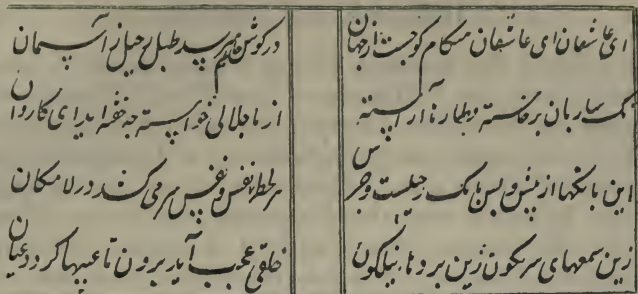 ای عاشقان ای عاشقان هنگام کوچست از جهان در گوش جانم میرسد طبل رحیل از آسمان
نک ساربان برخاسته و قطارها آراسته از ما حلالی خواسته چه خفته اید ای کاروان
این بانگها از پیش و پس بانگ رحیلست و جرس هر لحظه نفس و نفس سر می کشد در لامکان
زین شمعهای سرنگون زین پردهای نیلگون خلقی عجب آید برون تا غیبها گردد عیان